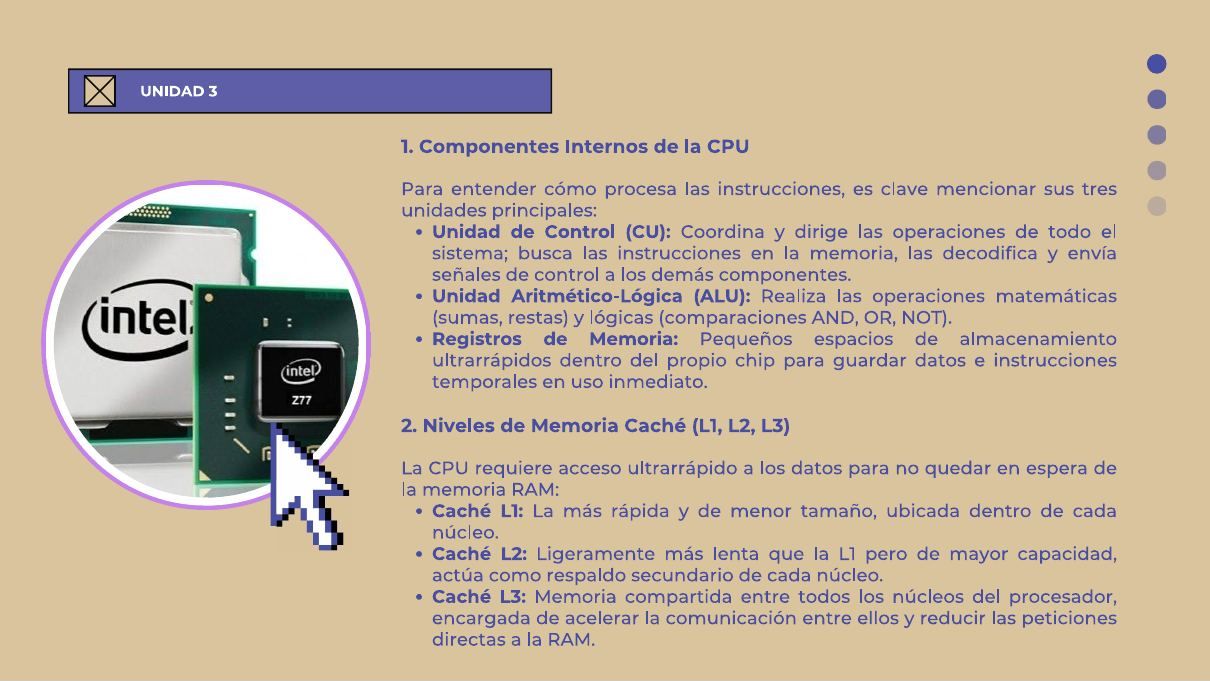 UNIDAD 3
1. Componentes Internos de la CPU
Para entender cómo procesa las instrucciones, es clave mencionar sus tres
unidades principales:
• Unidad de Control (CU): Coordina y dirige las operaciones de todo el
sistema; busca las instrucciones en la memoria, las decodifica y envía
señales de control a los demás componentes.
• Unidad Aritmético-Lógica (ALU): Realiza las operaciones matemáticas
(sumas, restas) y lógicas (comparaciones AND, OR, NOT).
• Registros de Memoria: Pequeños espacios de almacenamiento
ultrarrápidos dentro del propio chip para guardar datos e instrucciones
temporales en uso inmediato.
2. Niveles de Memoria Caché (L1, L2, L3)
La CPU requiere acceso ultrarrápido a los datos para no quedar en espera de
la memoria RAM:
• Caché L1: La más rápida y de menor tamaño, ubicada dentro de cada
núcleo.
• Caché L2: Ligeramente más lenta que la L1 pero de mayor capacidad,
actúa como respaldo secundario de cada núcleo.
• Caché L3: Memoria compartida entre todos los núcleos del procesador,
encargada de acelerar la comunicación entre ellos y reducir las peticiones
directas a la RAM.
intel
intel
Z77